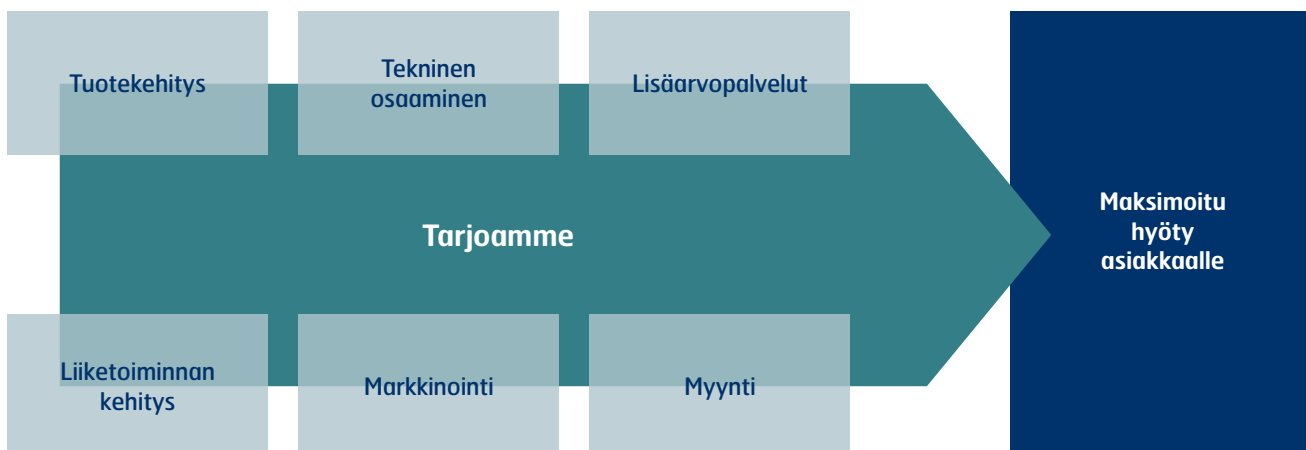 Tuotekehitys
Tekninen
osaaminen
Lisäarvopalvelut
Tarjoamme
Maksimoitu
hyöty
asiakkaalle
Liiketoiminnan
kehitys
Markkinointi
Myynti